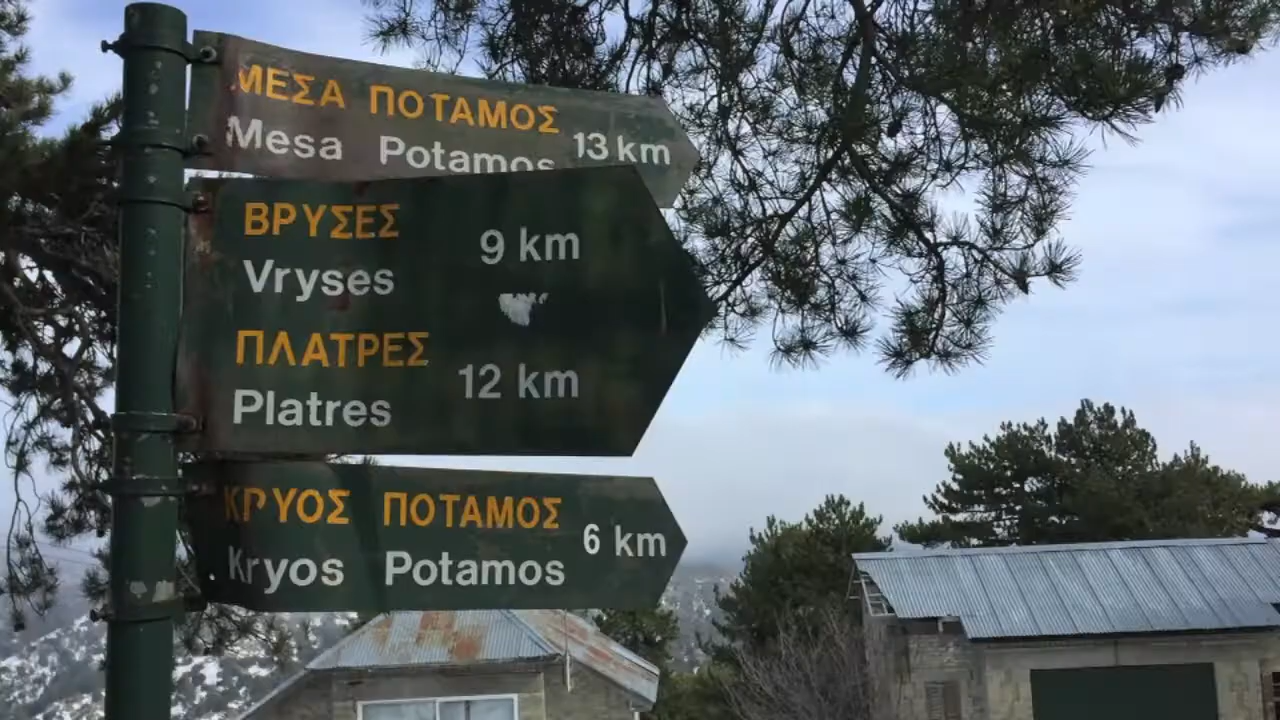 ΜΕΣΑ ΠΟΤΑΜΟΣ
Mesa Potamos 13 km
ΒΡΥΣΕΣ
Vryses 9 km
ΠΛΑΤΡΕΣ
Platres 12 km
ΚΡΥΟΣ ΠΟΤΑΜΟΣ
Kryos Potamos 6 km